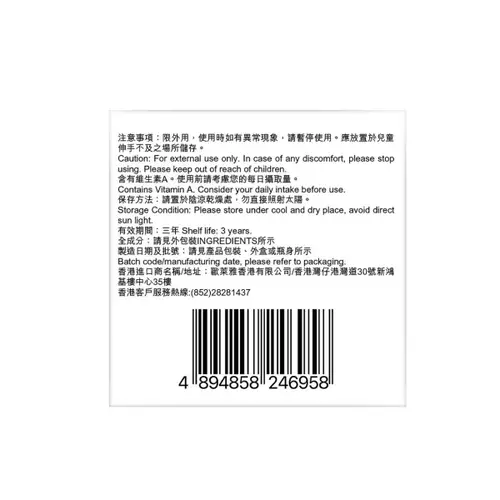 注意事項：限外用，使用時如有異常現象，請暫停使用。應放置於兒童
伸手不及之場所儲存。
Caution: For external use only. In case of any discomfort, please stop
using. Please keep out of reach of children.
含有維生素A。使用前請考慮您的每日攝取量。
Contains Vitamin A. Consider your daily intake before use.
保存方法：請置於陰涼乾燥處，勿直接照射太陽。
Storage Condition: Please store under cool and dry place, avoid direct
sun light.
有效期間：三年 Shelf life: 3 years.
全成分：請見外包裝INGREDIENTS所示
製造日期及批號：請見產品包裝、外盒或瓶身所示
Batch code/manufacturing date, please refer to packaging.
香港進口商名稱/地址：歐萊雅香港有限公司/香港灣仔港灣道30號新鴻
基樓中心35樓
香港客戶服務熱線:(852)28281437
4 894858 246958